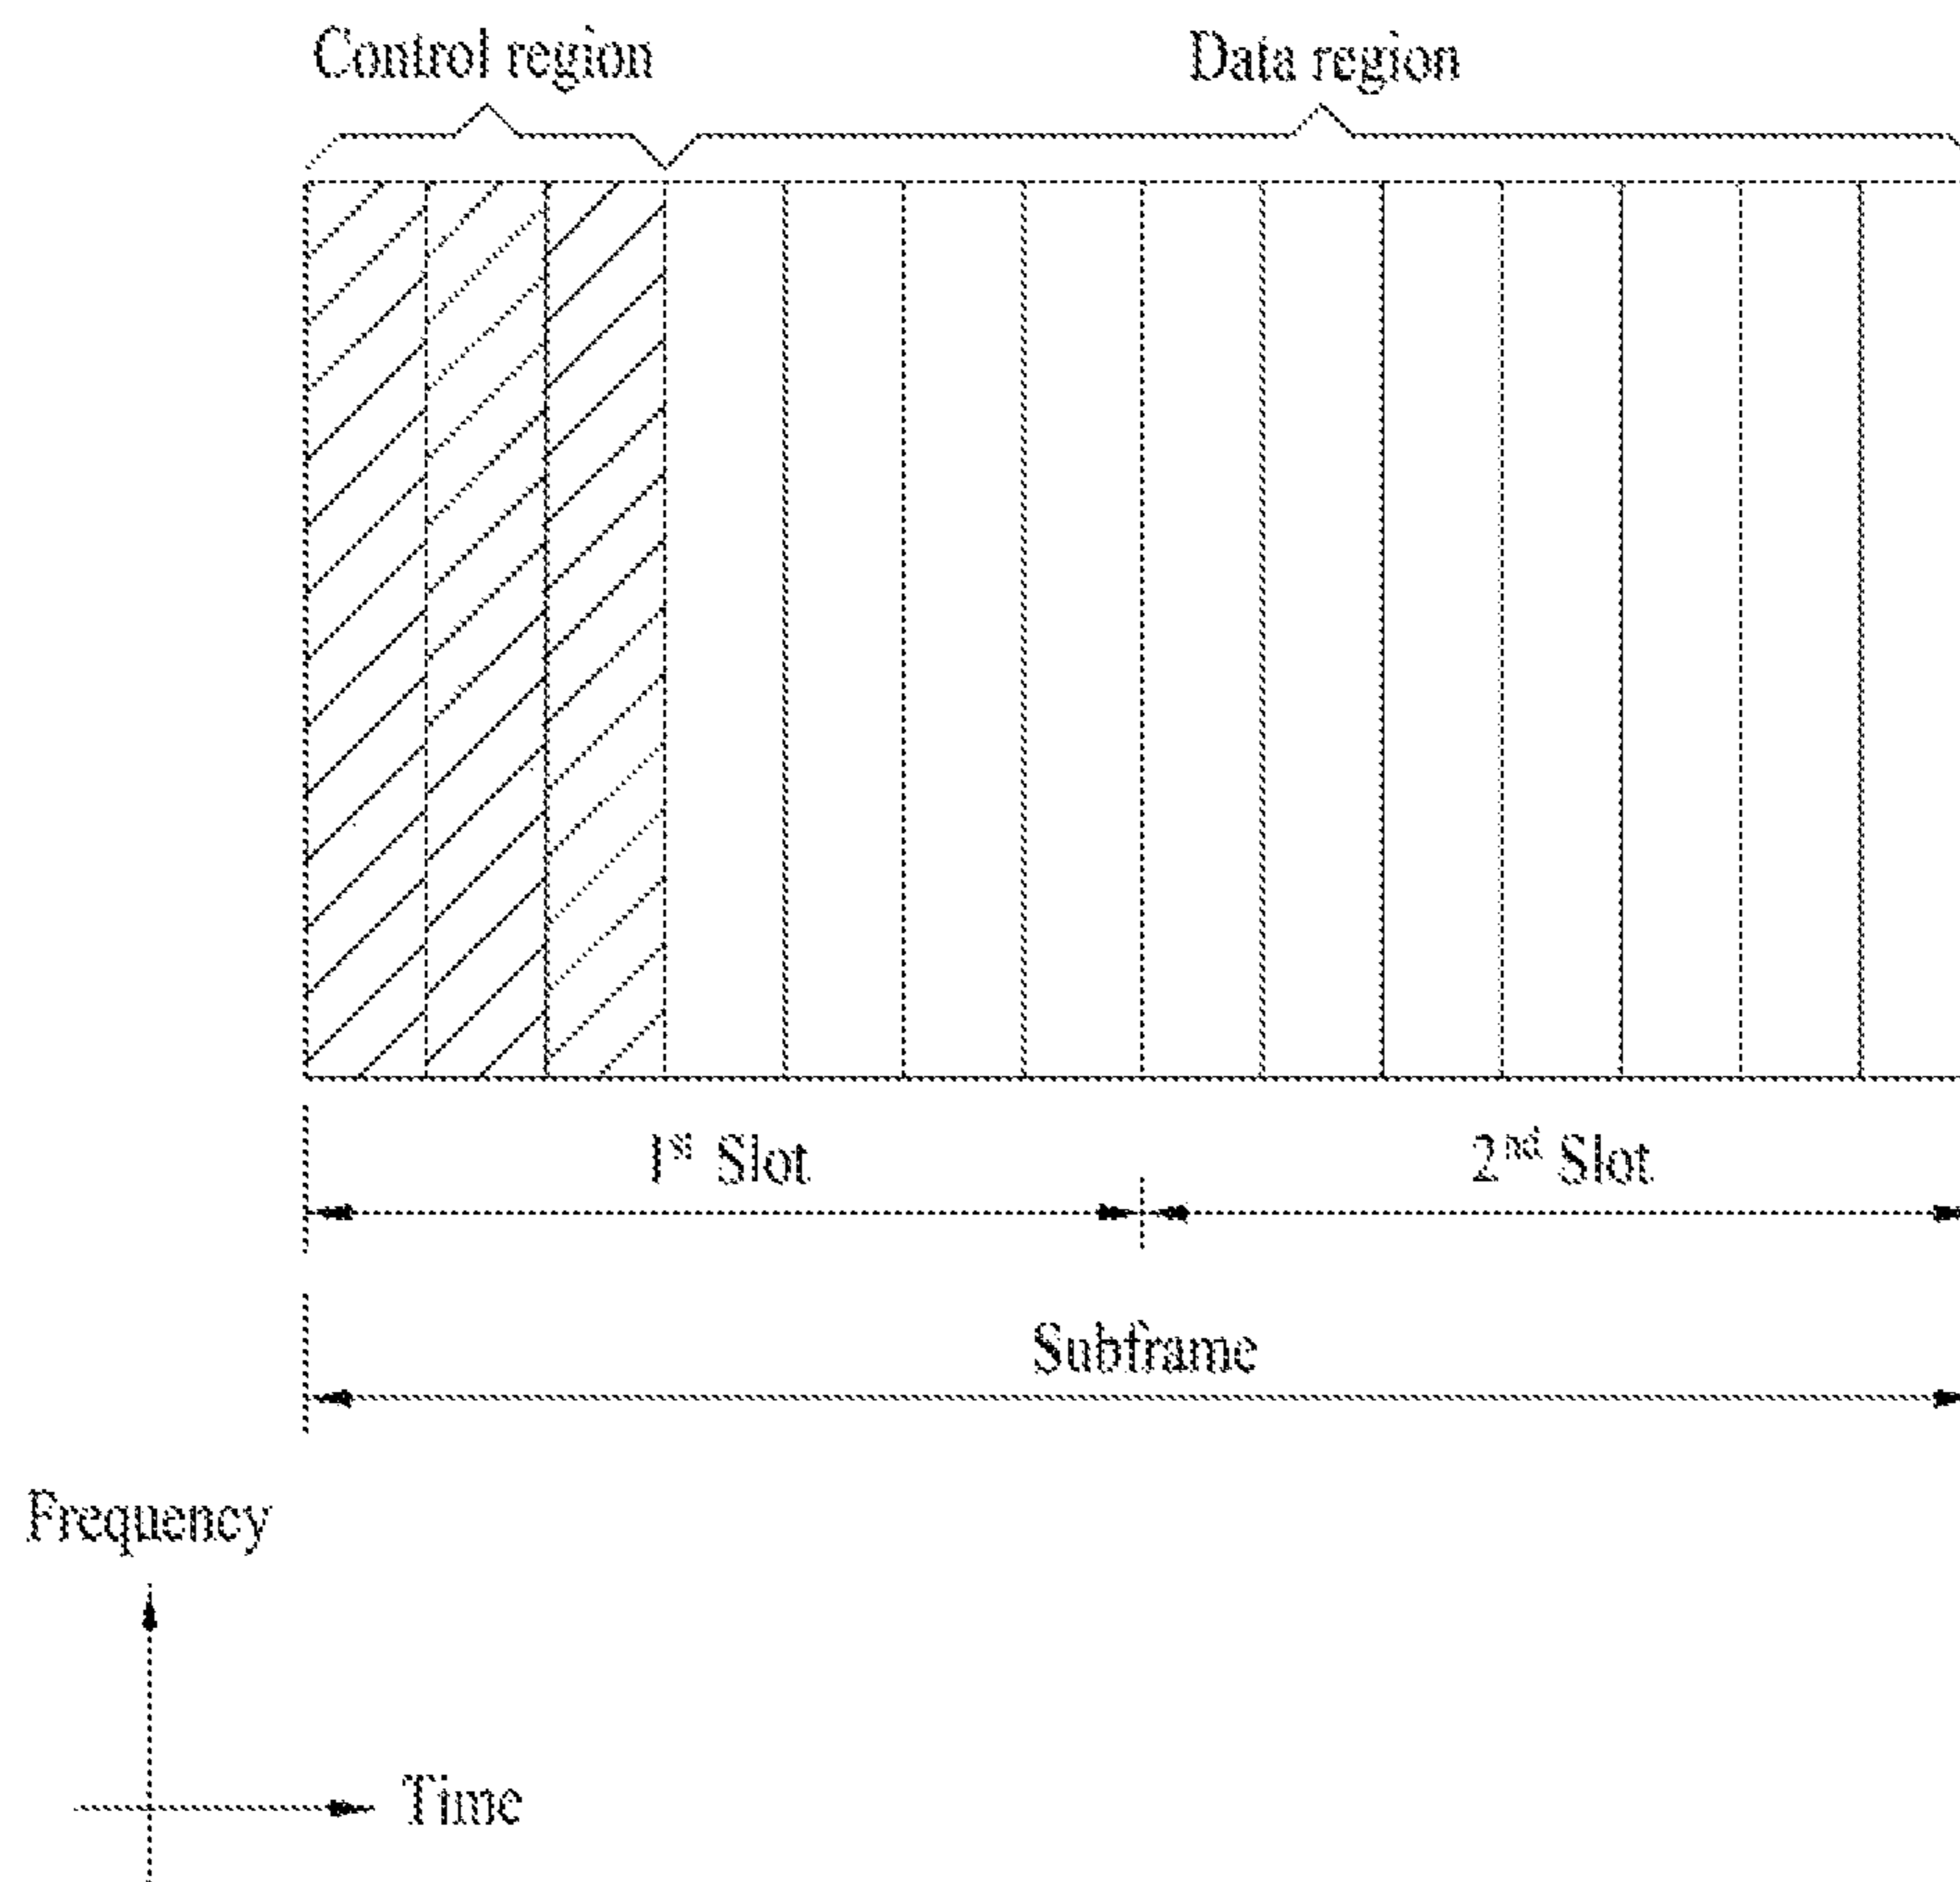 Control region
Data region
1st Slot
2nd Slot
Subframe
Frequency
Time